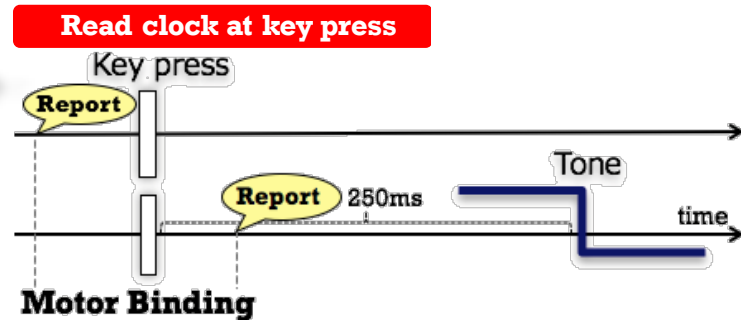 Read clock at key press
Key press
Report
Tone
Report
250ms
time
Motor Binding